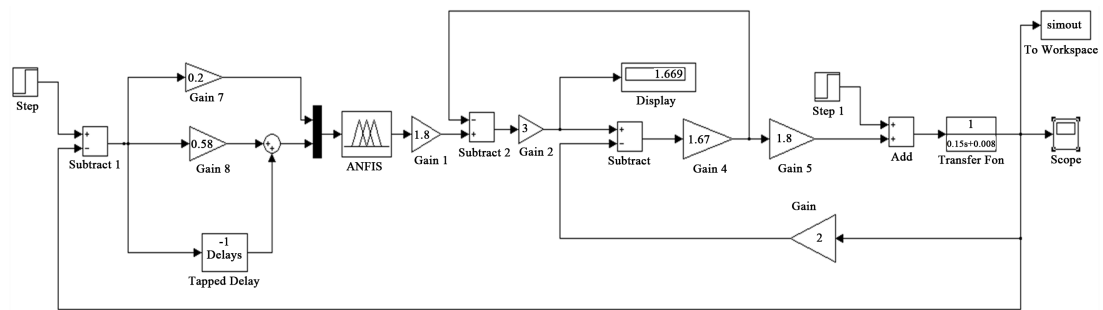 simout
To Workspace
Step
0.2
Gain 7
1.669
Display
Step 1
+
−
Subtract 1
0.58
Gain 8
+
+
ANFIS
1.8
Gain 1
−
+
Subtract 2
3
Gain 2
+
−
Subtract
1.67
Gain 4
1.8
Gain 5
+
+
Add
1
0.15s+0.008
Transfer Fon
Scope
-1
Delays
Tapped Delay
Gain
2